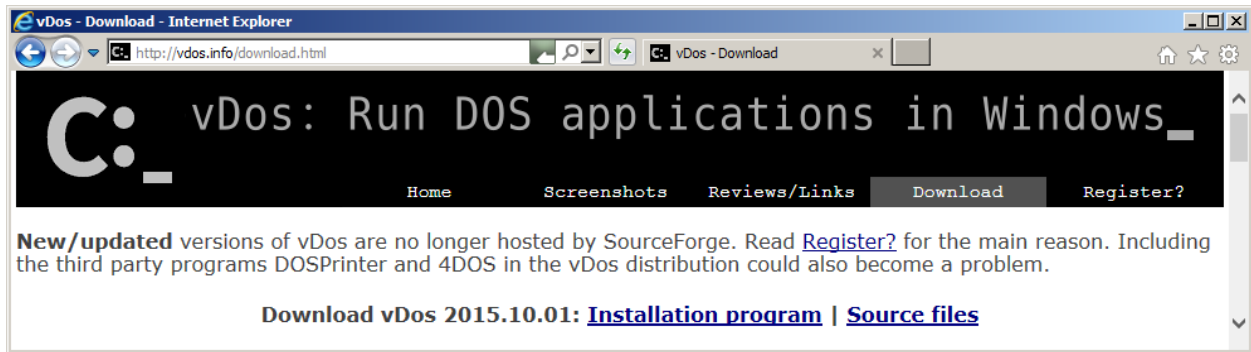 vDos - Download - Internet Explorer
C:. http://vdos.info/download.html C:. vDos - Download
C:_ vDos: Run DOS applications in Windows_
Home Screenshots Reviews/Links Download Register?
New/updated versions of vDos are no longer hosted by SourceForge. Read Register? for the main reason. Including
the third party programs DOSPrinter and 4DOS in the vDos distribution could also become a problem.
Download vDos 2015.10.01: Installation program | Source files